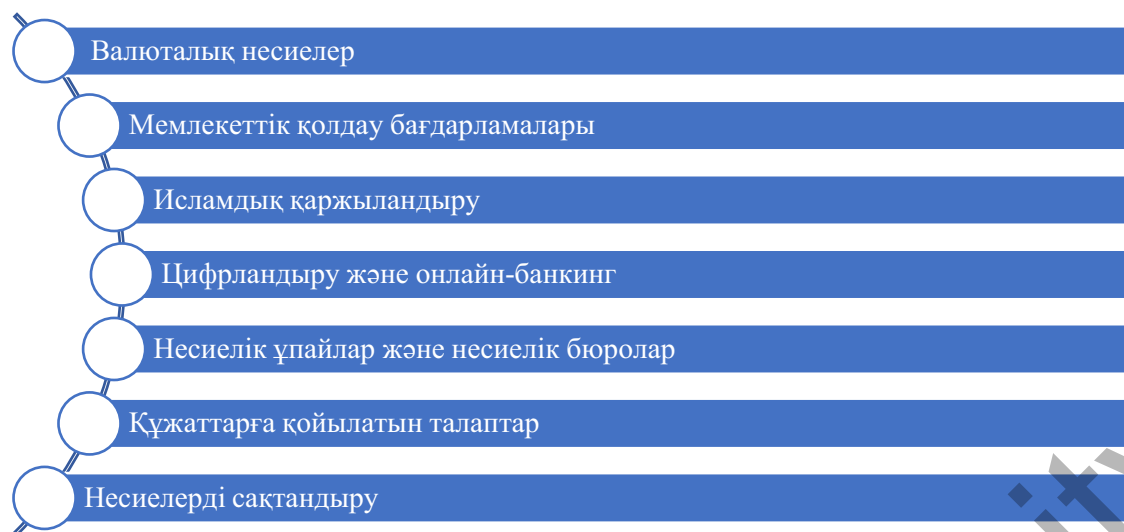 Валюталық несиелер
Мемлекеттік қолдау бағдарламалары
Исламдық қаржыландыру
Цифрландыру және онлайн-банкинг
Несиелік ұпайлар және несиелік бюролар
Құжаттарға қойылатын талаптар
Несиелерді сақтандыру